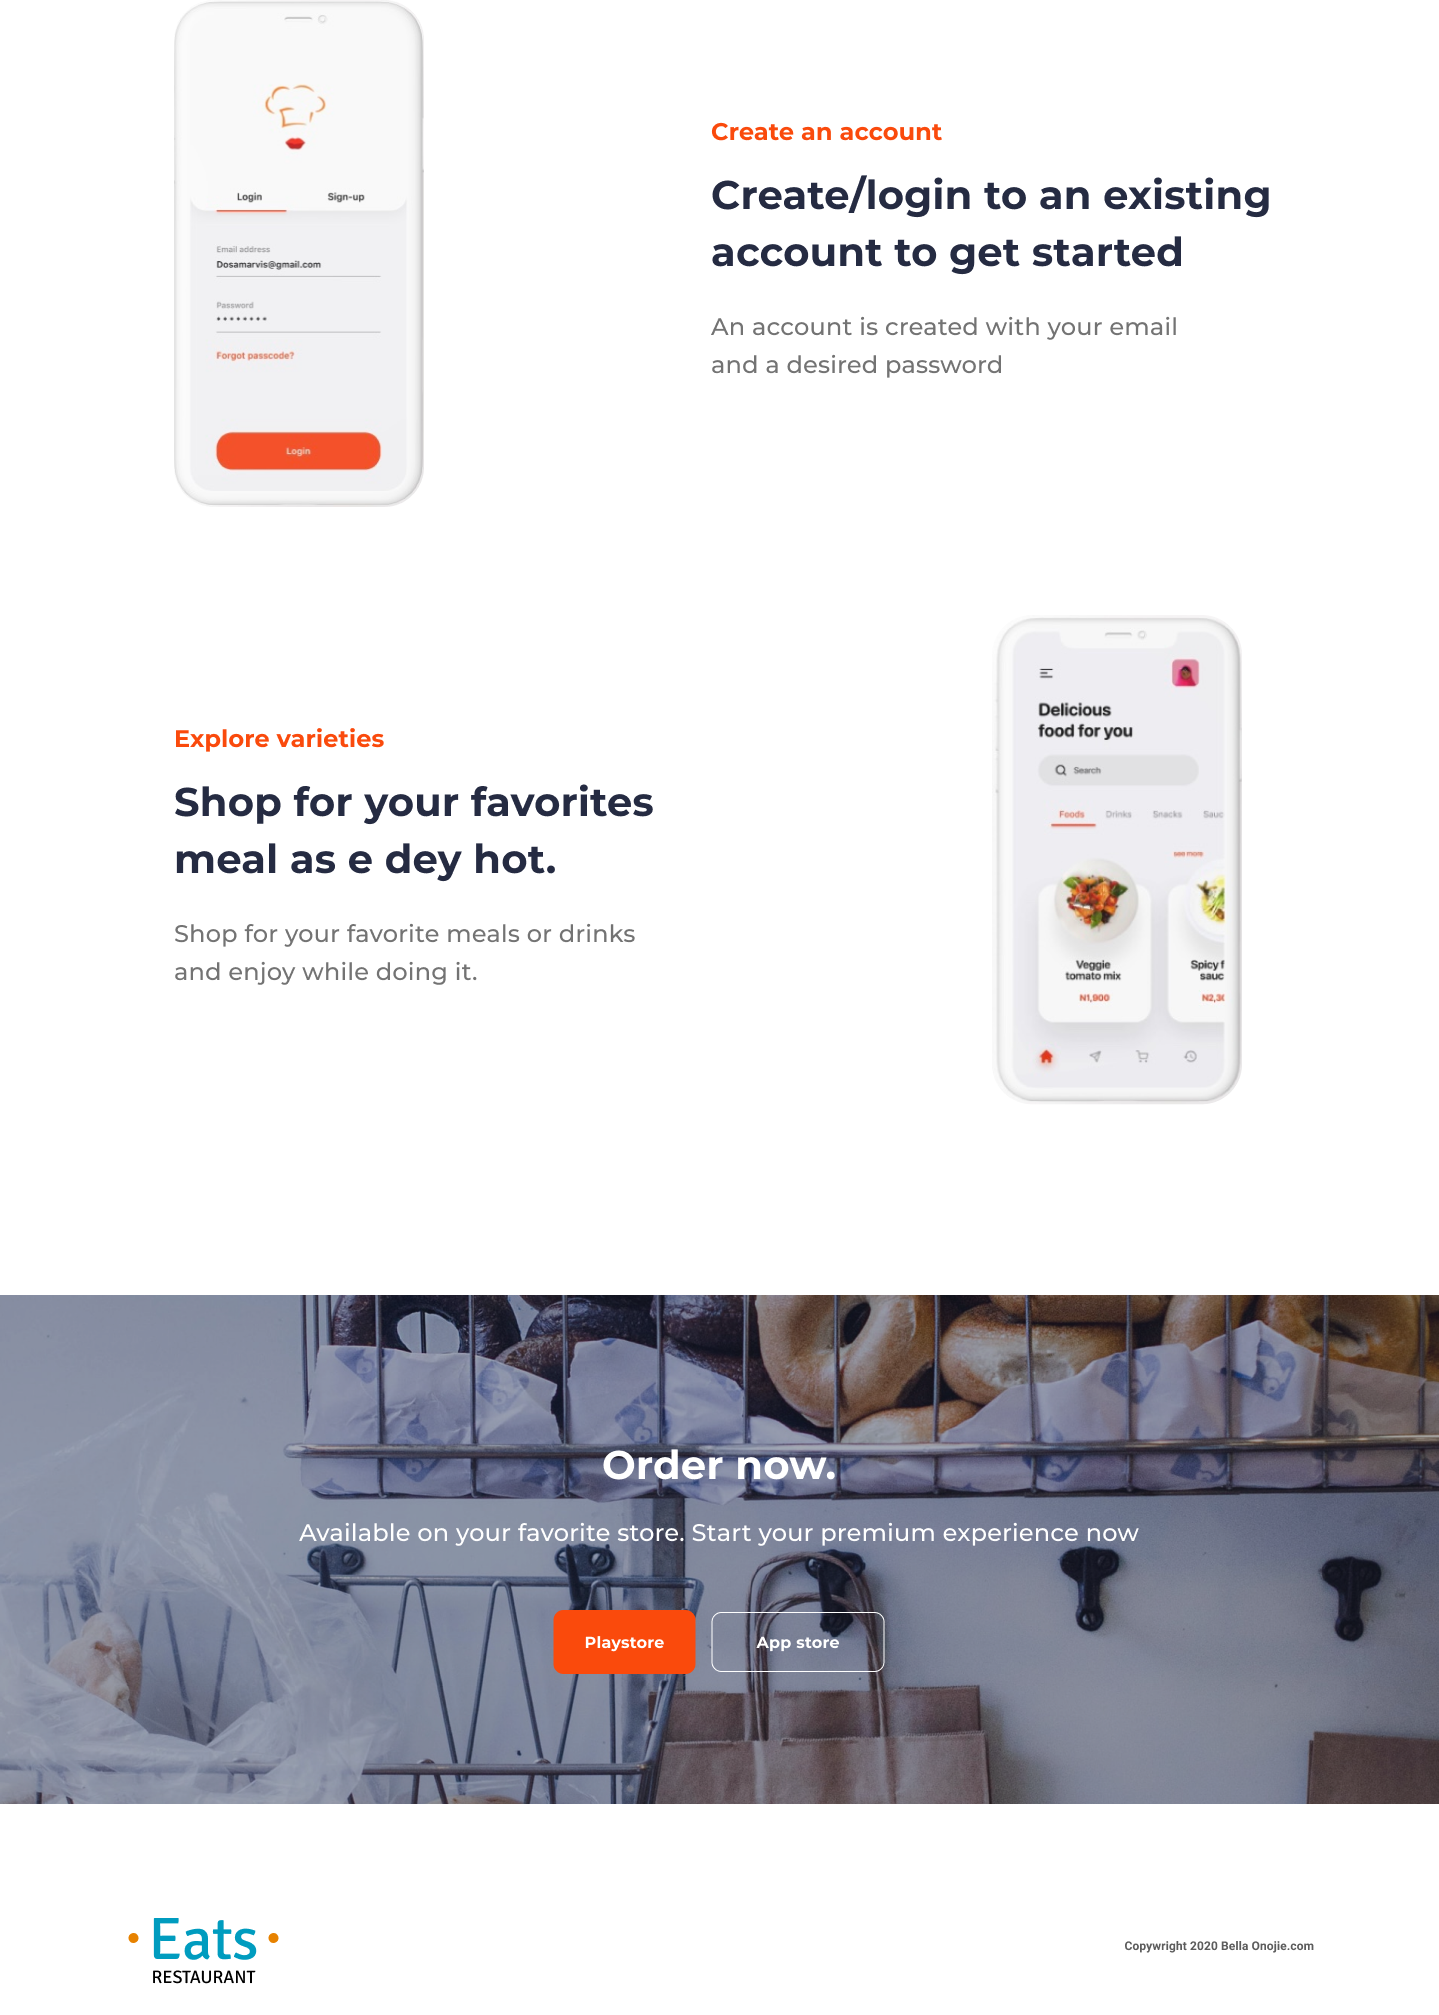 Login Sign-up
Email address
Dosamarvis@gmail.com
Password
Forgot passcode?
Login
Create an account
Create/login to an existing
account to get started
An account is created with your email
and a desired password
Explore varieties
Shop for your favorites
meal as e dey hot.
Shop for your favorite meals or drinks
and enjoy while doing it.
Delicious
food for you
Search
Foods Drinks Snacks Sauc
see more
Veggie
tomato mix
N1,900
Spicy f
sauc
N2,30
Order now.
Available on your favorite store. Start your premium experience now
Playstore App store
Eats
RESTAURANT
Copywright 2020 Bella Onojie.com